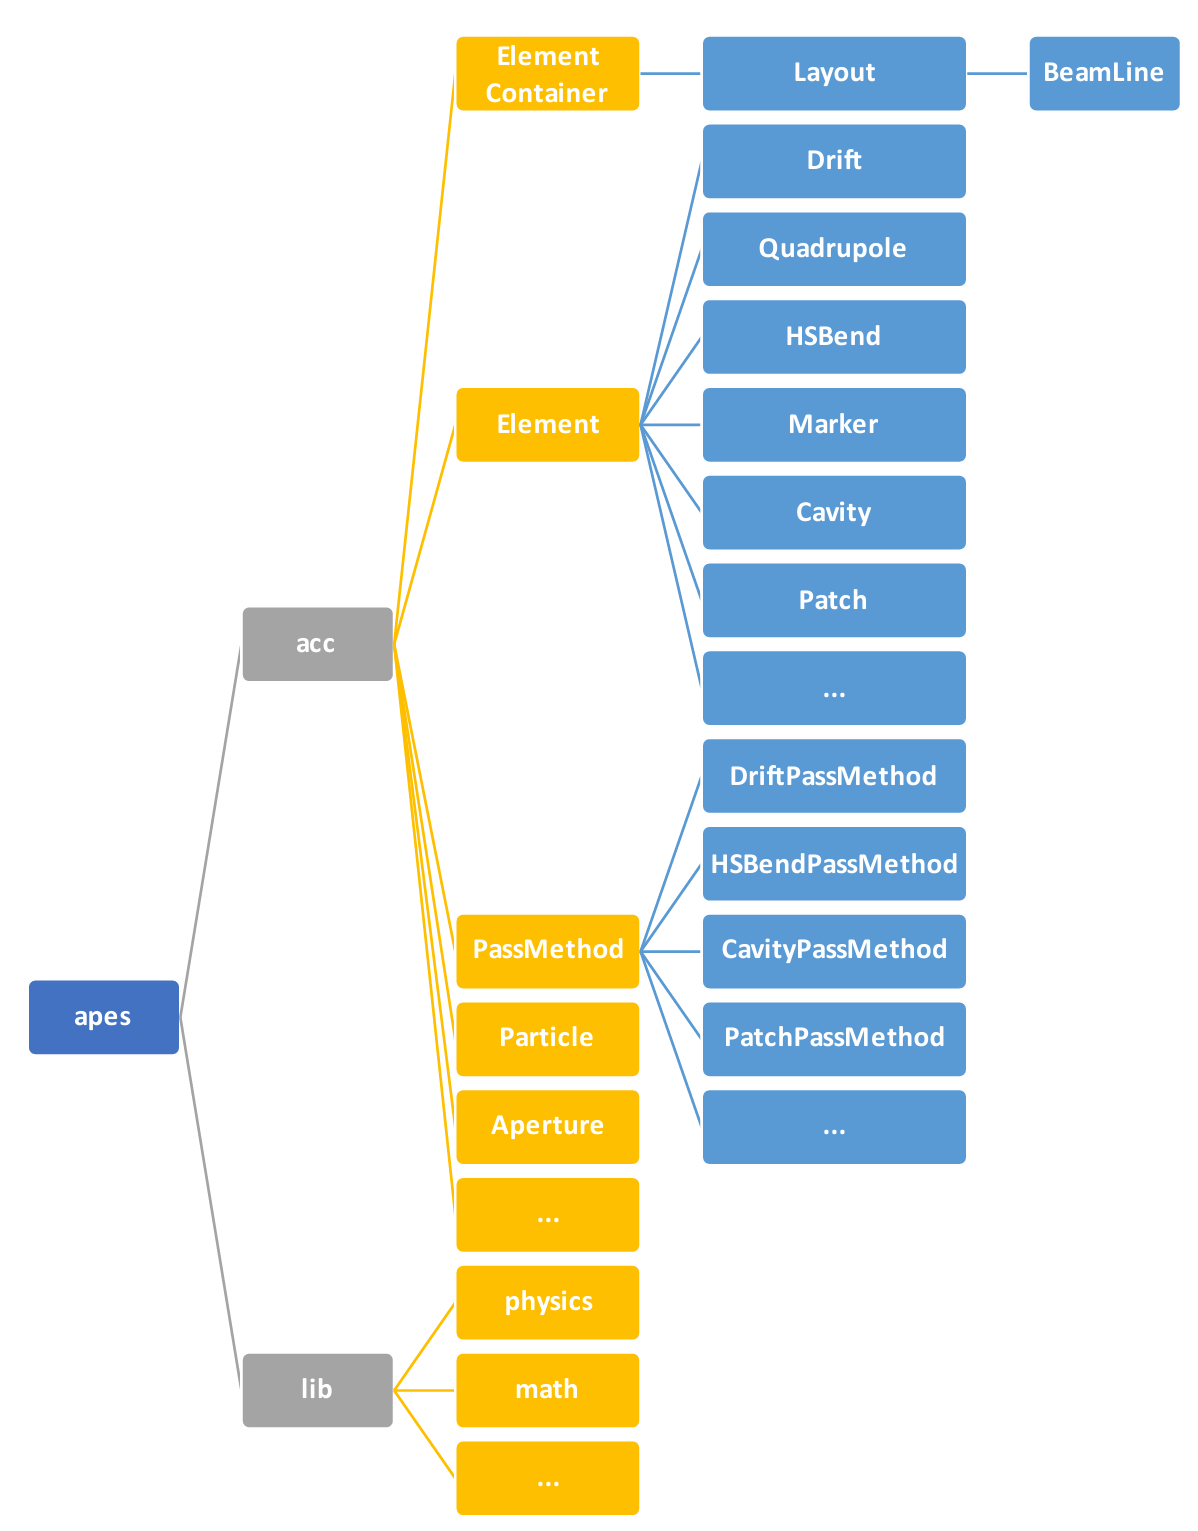 Element
Container
Layout
BeamLine
Drift
Quadrupole
HSBend
Element
Marker
Cavity
Patch
acc
...
DriftPassMethod
HSBendPassMethod
PassMethod
CavityPassMethod
apes
Particle
PatchPassMethod
Aperture
...
...
physics
lib
math
...